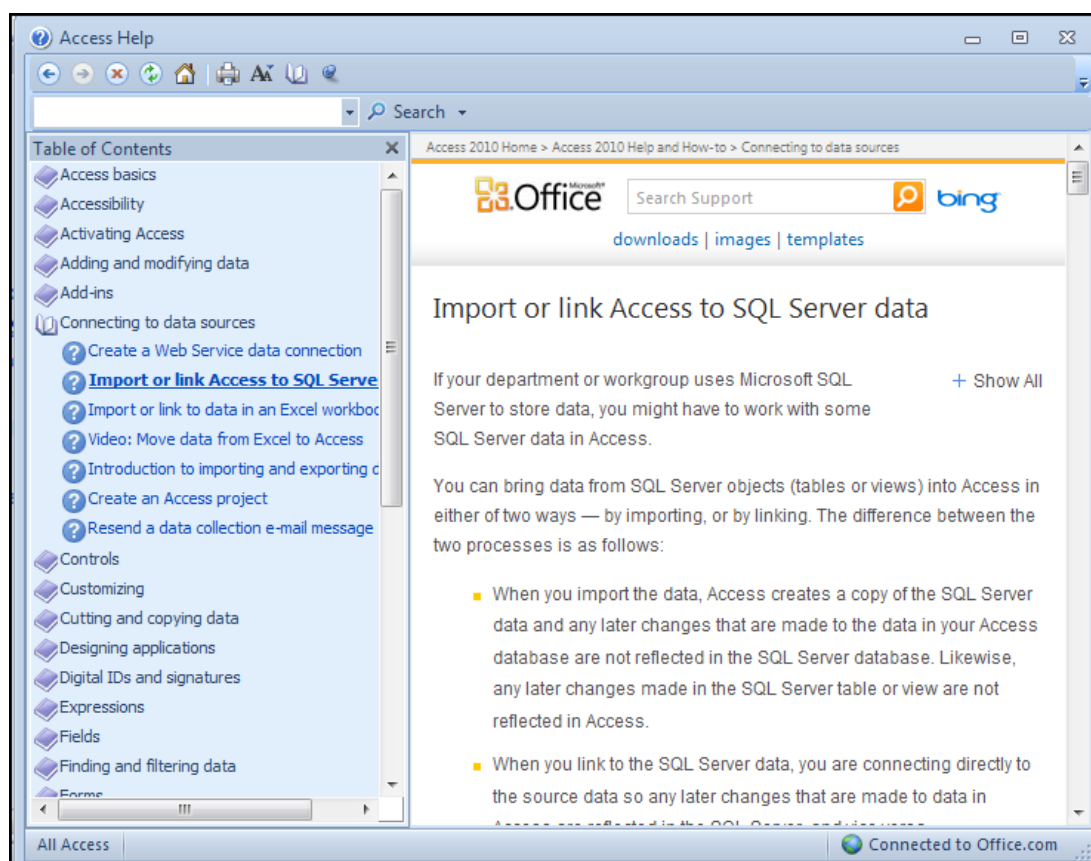 Access Help
Search
Table of Contents
Access basics
Accessibility
Activating Access
Adding and modifying data
Add-ins
Connecting to data sources
Create a Web Service data connection
Import or link Access to SQL Serve
Import or link to data in an Excel workboo
Video: Move data from Excel to Access
Introduction to importing and exporting d
Create an Access project
Resend a data collection e-mail message
Controls
Customizing
Cutting and copying data
Designing applications
Digital IDs and signatures
Expressions
Fields
Finding and filtering data
Forms
Access 2010 Home > Access 2010 Help and How-to > Connecting to data sources
Microsoft®
Office
Search Support
bing
downloads | images | templates
Import or link Access to SQL Server data
If your department or workgroup uses Microsoft SQL
+ Show All
Server to store data, you might have to work with some
SQL Server data in Access.
You can bring data from SQL Server objects (tables or views) into Access in
either of two ways — by importing, or by linking. The difference between the
two processes is as follows:
When you import the data, Access creates a copy of the SQL Server
data and any later changes that are made to the data in your Access
database are not reflected in the SQL Server database. Likewise,
any later changes made in the SQL Server table or view are not
reflected in Access.
When you link to the SQL Server data, you are connecting directly to
the source data so any later changes that are made to data in
Access are reflected in the SQL Server, and vice versa.
All Access
Connected to Office.com